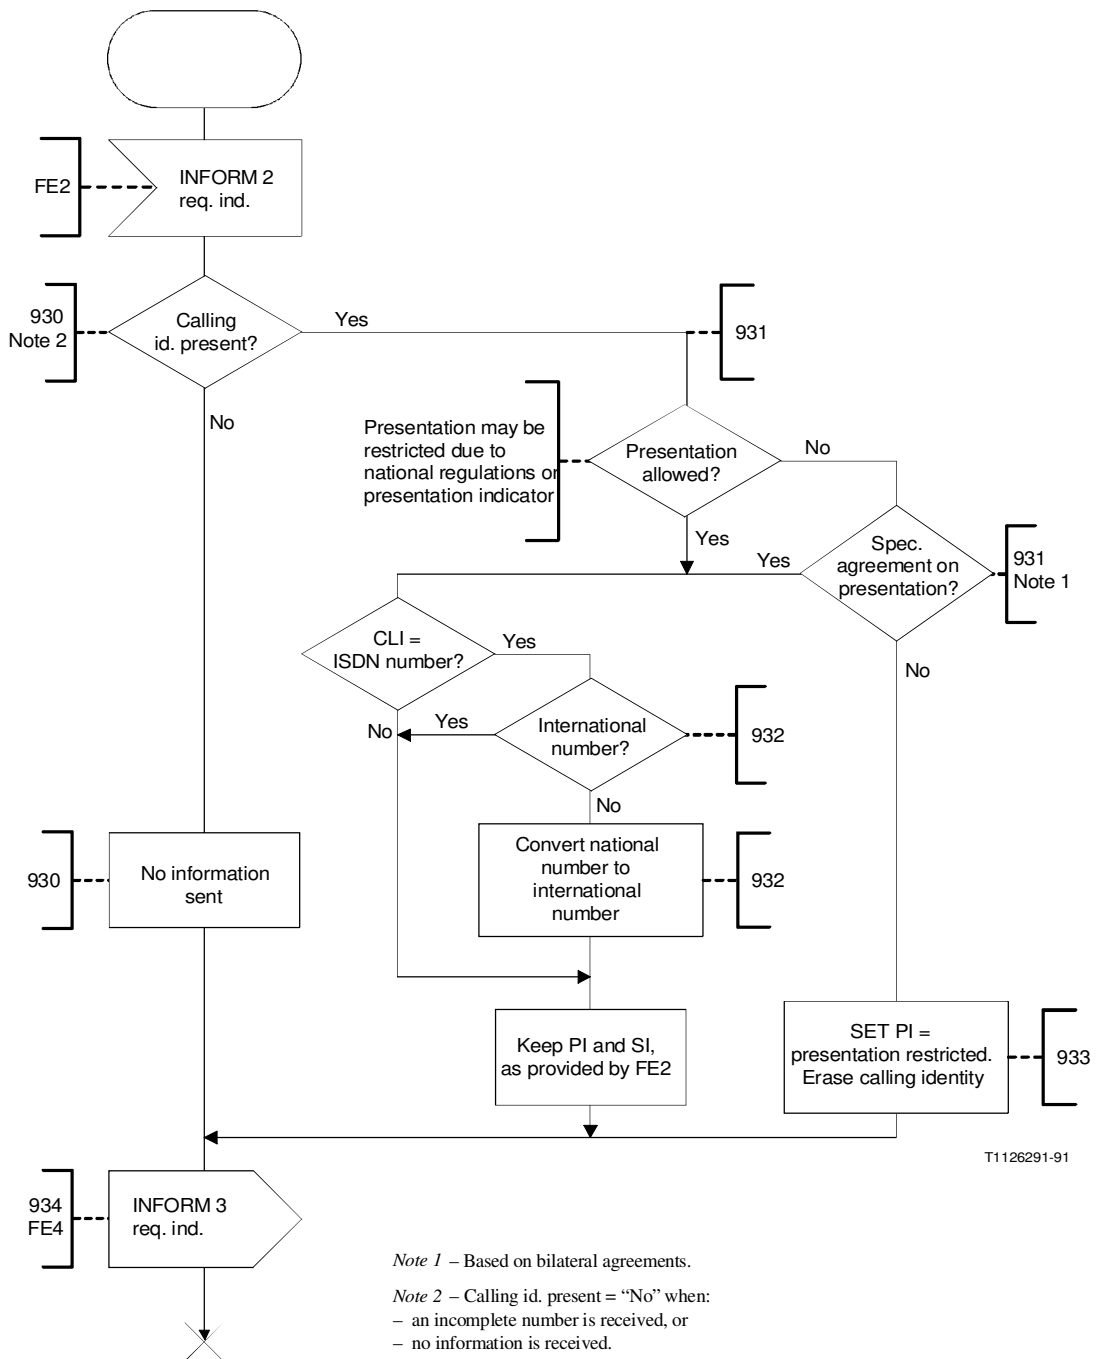 FE2
INFORM 2
req. ind.
930
Note 2
Calling
id. present?
Yes
931
No
Presentation may be
restricted due to
national regulations or
presentation indicator
Presentation
allowed?
No
Yes
Yes
Spec.
agreement on
presentation?
931
Note 1
CLI =
ISDN number?
Yes
No
No
Yes
International
number?
932
No
930
No information
sent
Convert national
number to
international
number
932
Keep PI and SI,
as provided by FE2
SET PI =
presentation restricted.
Erase calling identity
933
T1126291-91
934
FE4
INFORM 3
req. ind.
Note 1 – Based on bilateral agreements.
Note 2 – Calling id. present = “No” when:
– an incomplete number is received, or
– no information is received.